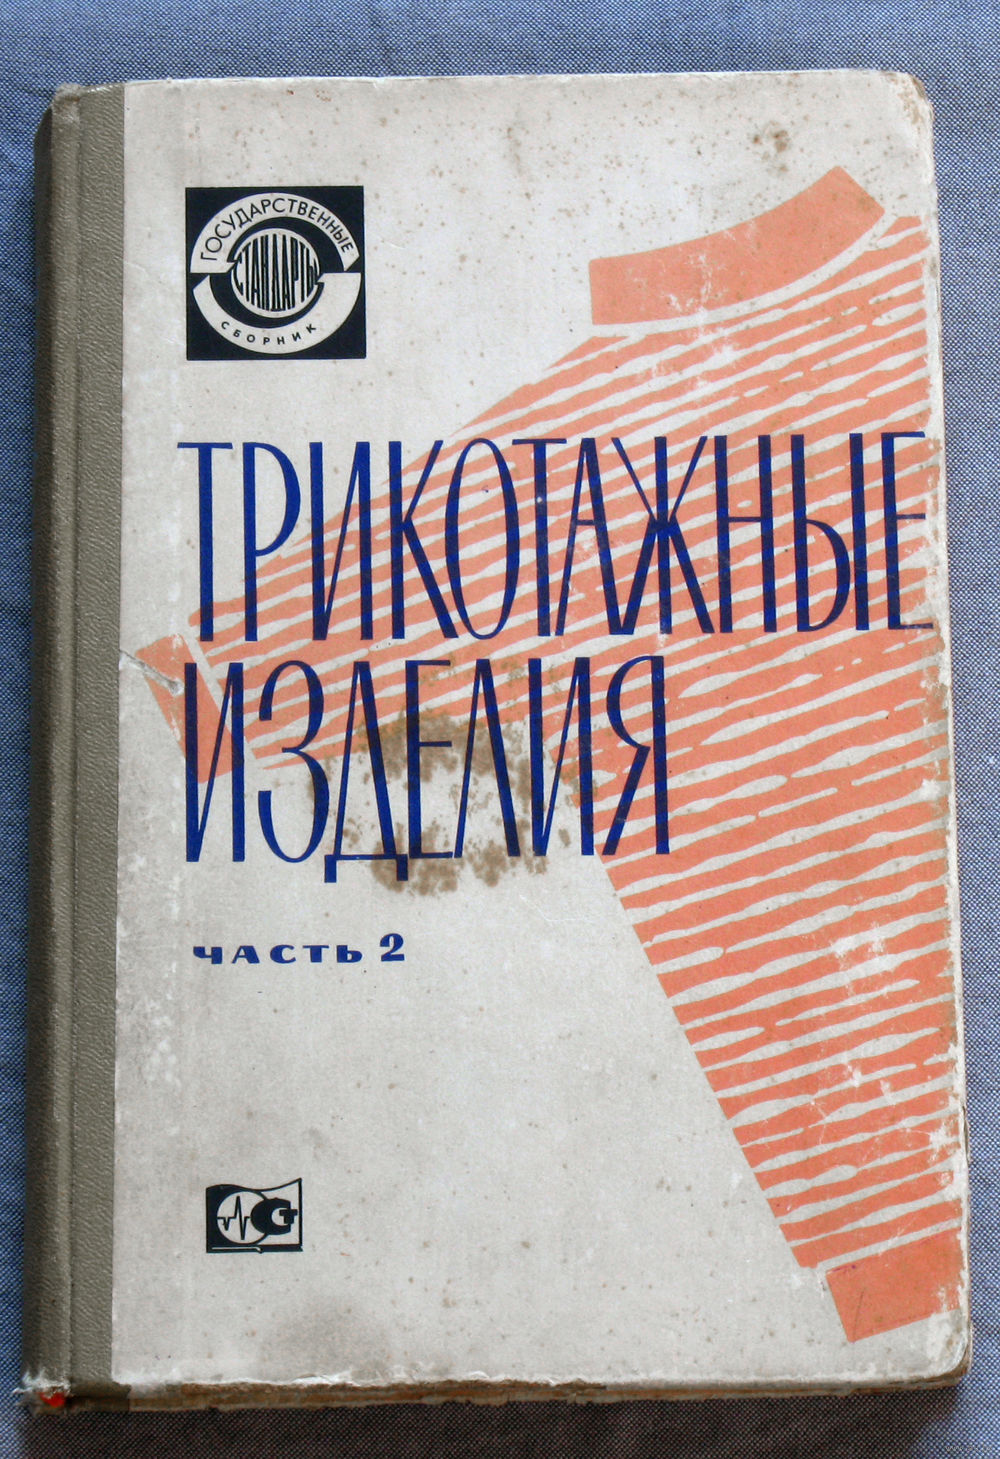 ГОСУДАРСТВЕННЫЕ
СТАНДАРТЫ
СБОРНИК
ТРИКОТАЖНЫЕ
ИЗДЕЛИЯ
ЧАСТЬ 2